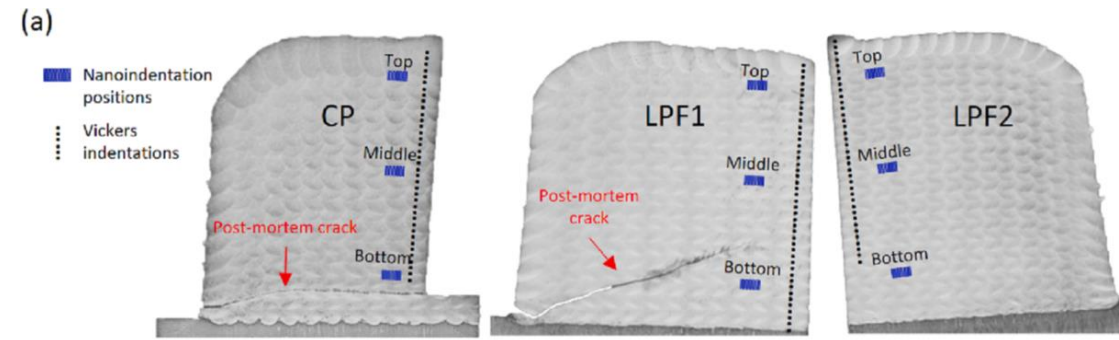 (a)
Nanoindentation
positions
Vickers
indentations
CP
Top
Middle
Post-mortem crack
Bottom
LPF1
Top
Middle
Post-mortem
crack
Bottom
LPF2
Top
Middle
Bottom